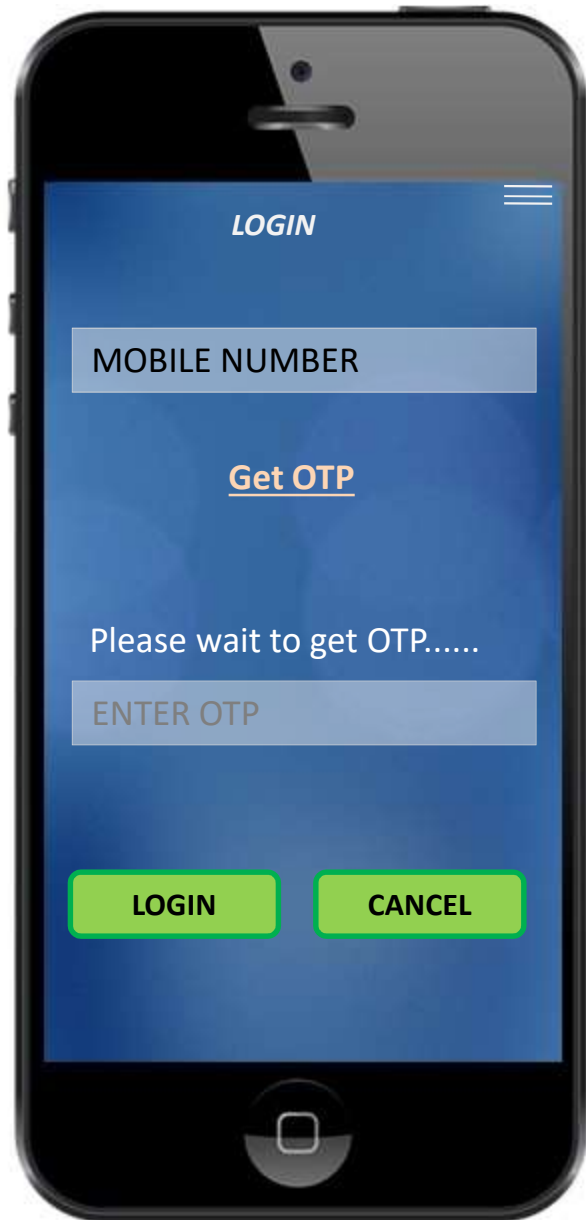 LOGIN
MOBILE NUMBER
Get OTP
Please wait to get OTP......
ENTER OTP
LOGIN
CANCEL